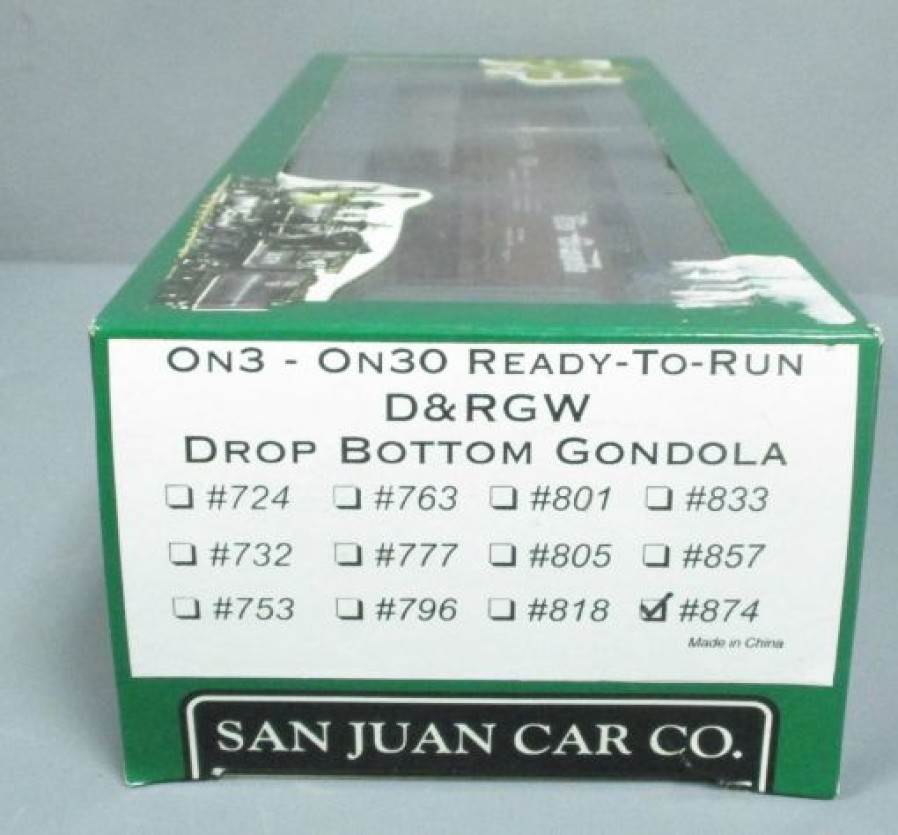 ON3 - ON30 READY-TO-RUN
D&RGW
DROP BOTTOM GONDOLA
#724 #763 #801 #833
#732 #777 #805 #857
#753 #796 #818 #874
Made in China
SAN JUAN CAR CO.